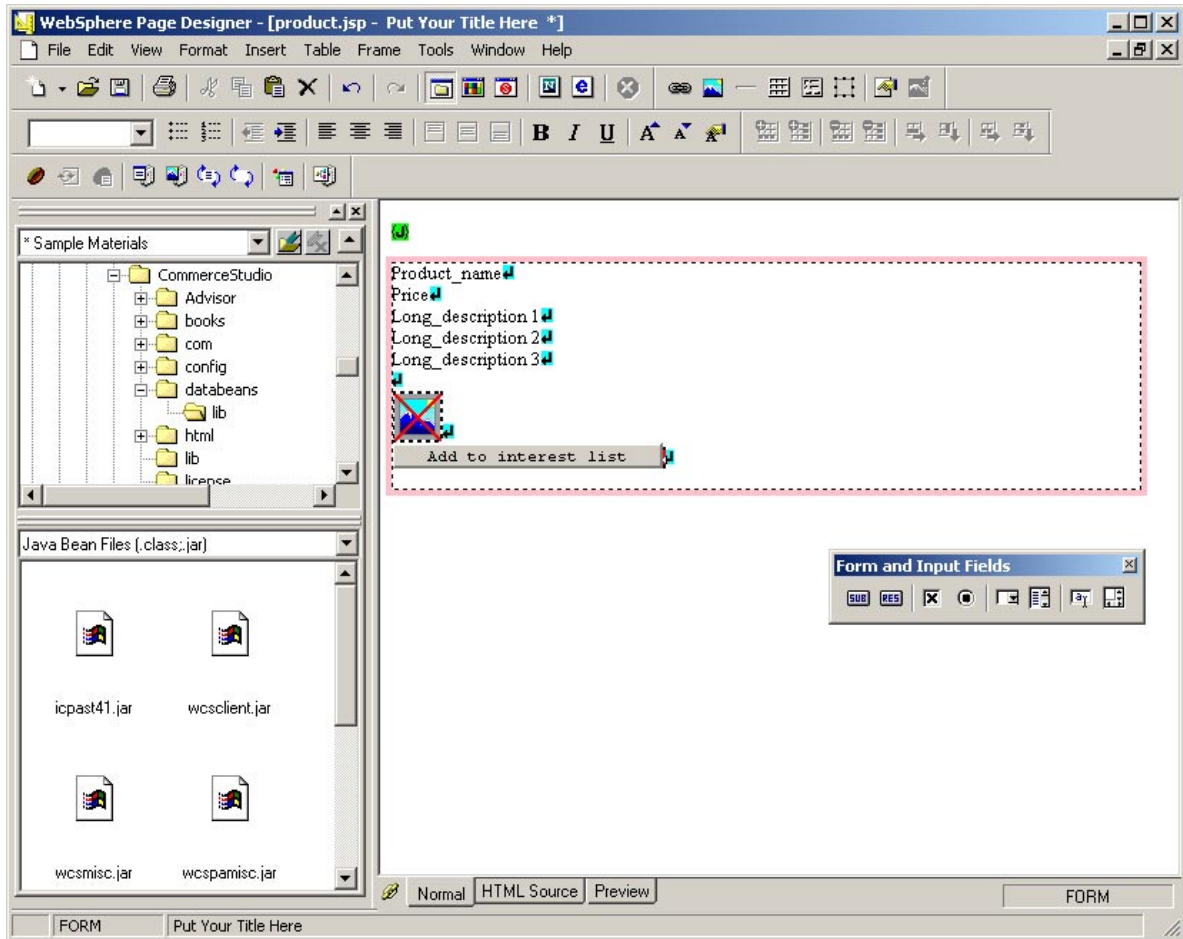 WebSphere Page Designer - [product.jsp - Put Your Title Here *]
File Edit View Format Insert Table Frame Tools Window Help
B I U A A A
* Sample Materials
CommerceStudio
Advisor
books
com
config
databeans
lib
html
lib
license
Java Bean Files (.class;.jar)
icpast41.jar wcsclient.jar
wcsmisc.jar wcspamisc.jar
{J}
Product_name
Price
Long_description 1
Long_description 2
Long_description 3
Add to interest list
Form and Input Fields
SUB RES
Normal HTML Source Preview FORM
FORM Put Your Title Here